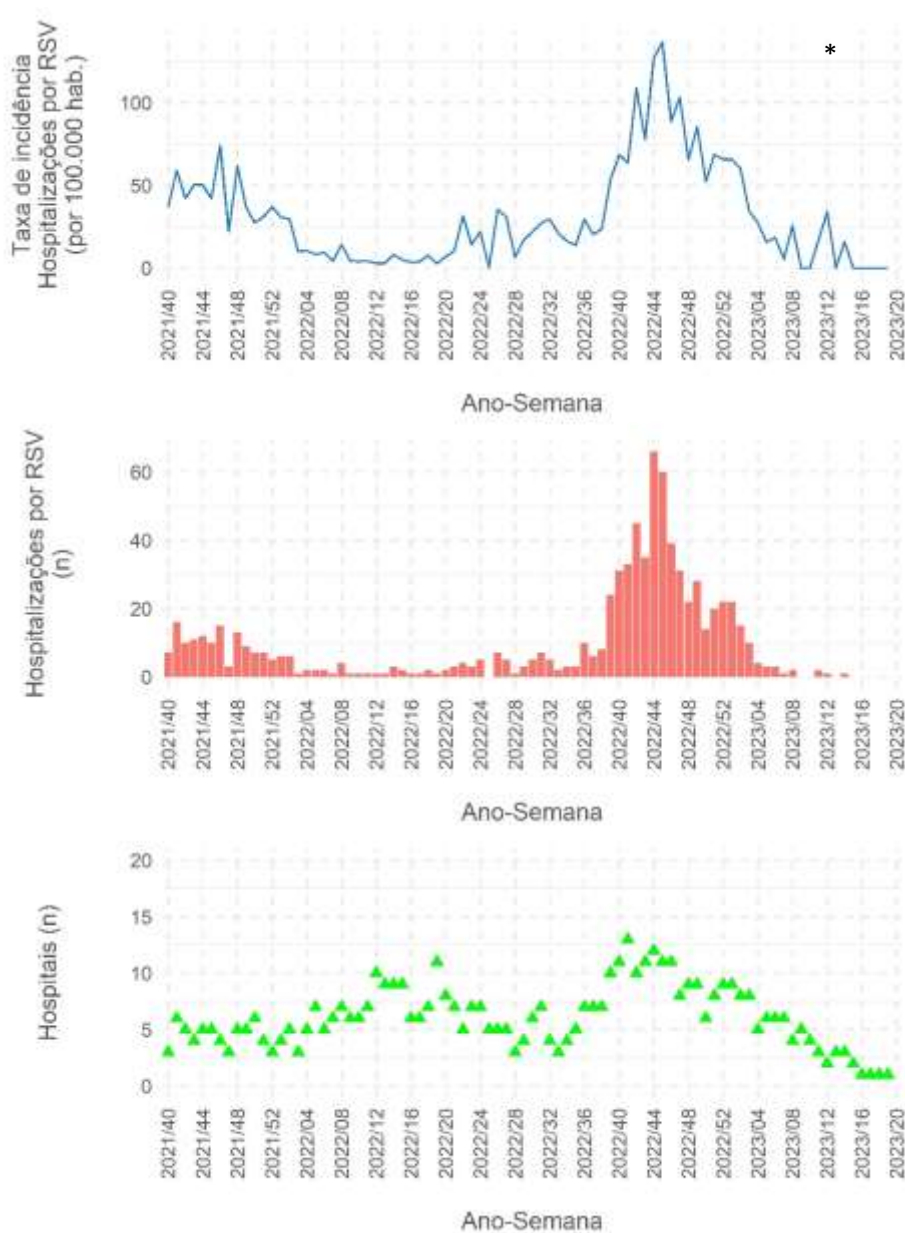 Taxa de incidência
Hospitalizações por RSV
(por 100.000 hab.)
*
100
50
0
2021/40 2021/44 2021/48 2021/52 2022/04 2022/08 2022/12 2022/16 2022/20 2022/24 2022/28 2022/32 2022/36 2022/40 2022/44 2022/48 2022/52 2023/04 2023/08 2023/12 2023/16 2023/20
Ano-Semana
Hospitalizações por RSV
(n)
60
40
20
0
2021/40 2021/44 2021/48 2021/52 2022/04 2022/08 2022/12 2022/16 2022/20 2022/24 2022/28 2022/32 2022/36 2022/40 2022/44 2022/48 2022/52 2023/04 2023/08 2023/12 2023/16 2023/20
Ano-Semana
Hospitais (n)
20
15
10
5
0
2021/40 2021/44 2021/48 2021/52 2022/04 2022/08 2022/12 2022/16 2022/20 2022/24 2022/28 2022/32 2022/36 2022/40 2022/44 2022/48 2022/52 2023/04 2023/08 2023/12 2023/16 2023/20
Ano-Semana